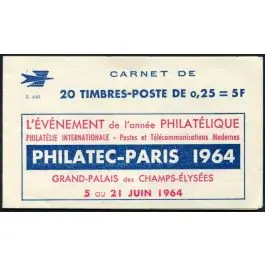 CARNET DE
20 TIMBRES-POSTE DE 0,25 = 5F
L'ÉVÉNEMENT de l'année PHILATÉLIQUE
PHILATÉLIE INTERNATIONALE - Postes et Télécommunications Modernes
PHILATEC-PARIS 1964
GRAND-PALAIS des CHAMPS-ÉLYSÉES
5 au 21 JUIN 1964